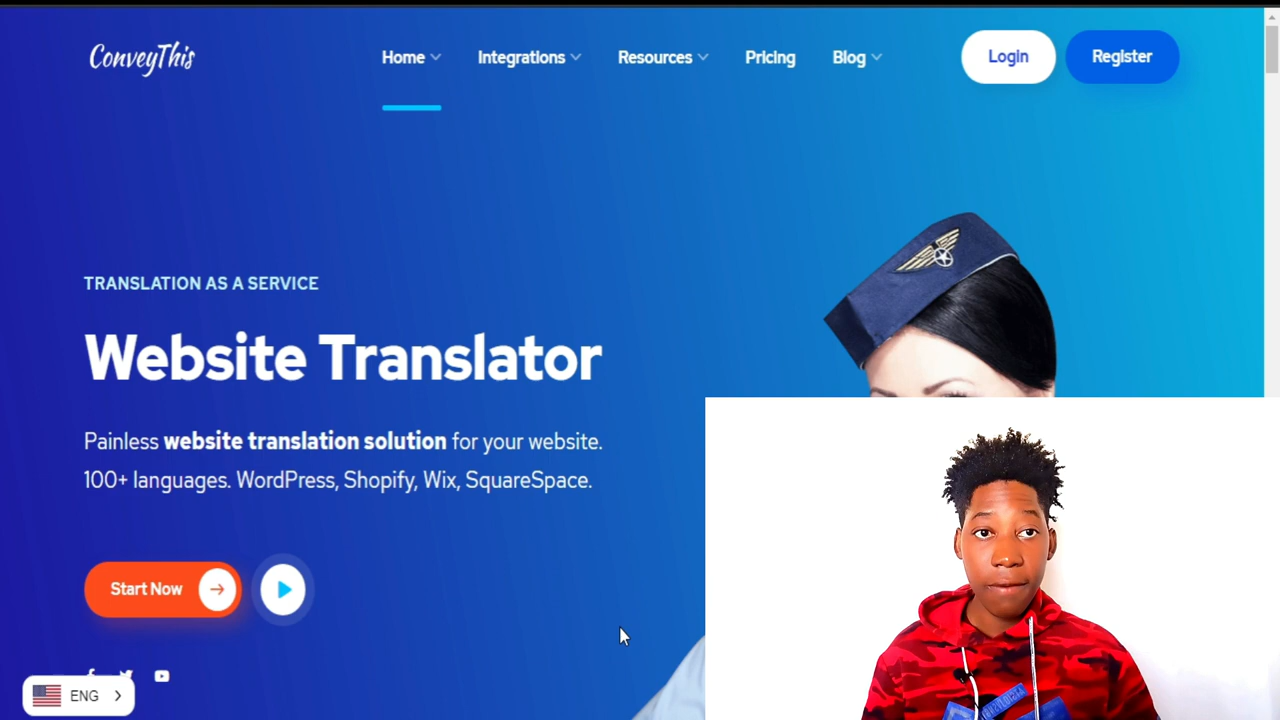 ConveyThis
Home
Integrations
Resources
Pricing
Blog
Login
Register
TRANSLATION AS A SERVICE
Website Translator
Painless website translation solution for your website.
100+ languages. WordPress, Shopify, Wix, SquareSpace.
Start Now
ENG